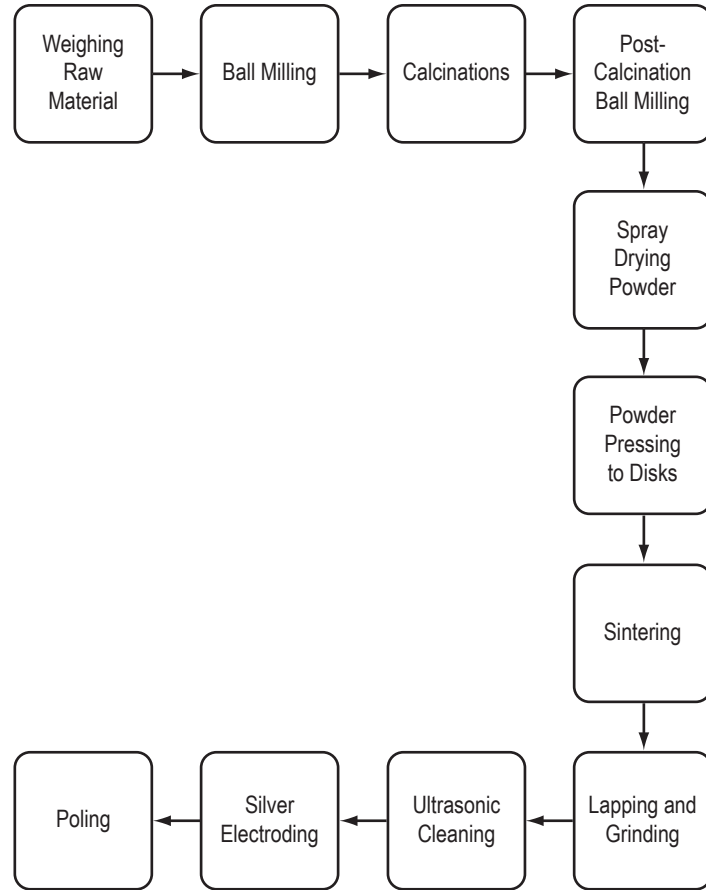 Weighing
Raw
Material
Ball Milling
Calcinations
Post-
Calcination
Ball Milling
Spray
Drying
Powder
Powder
Pressing
to Disks
Sintering
Lapping and
Grinding
Ultrasonic
Cleaning
Silver
Electroding
Poling